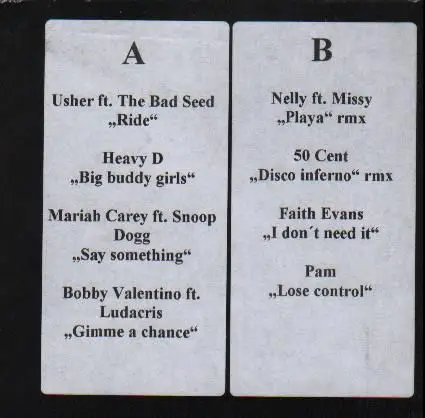 A
Usher ft. The Bad Seed
„Ride“
Heavy D
„Big buddy girls“
Mariah Carey ft. Snoop
Dogg
„Say something“
Bobby Valentino ft.
Ludacris
„Gimme a chance“
B
Nelly ft. Missy
„Playa“ rmx
50 Cent
„Disco inferno“ rmx
Faith Evans
„I don´t need it“
Pam
„Lose control“